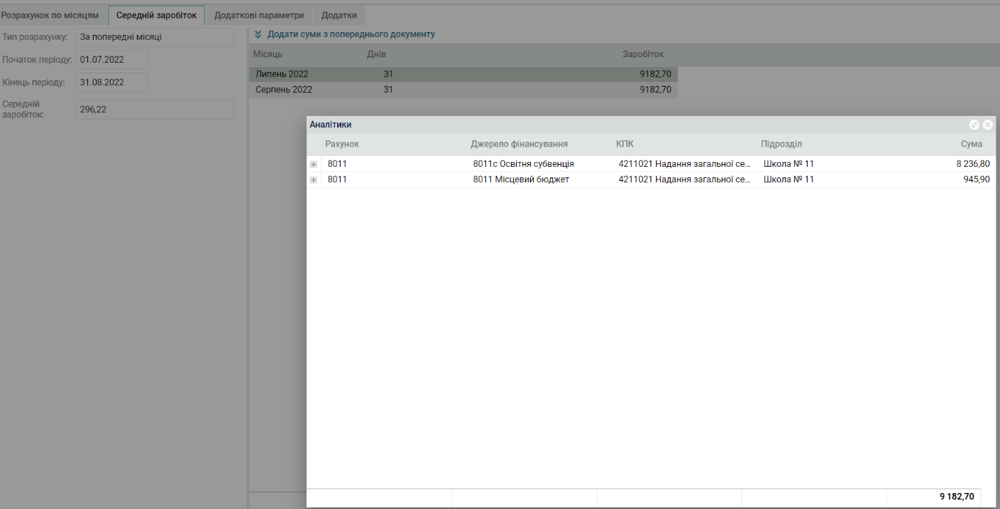 Розрахунок по місяцям Середній заробіток Додаткові параметри Додатки
Тип розрахунку: За попередні місяці
Початок періоду: 01.07.2022
Кінець періоду: 31.08.2022
Середній
заробіток: 296,22
Додати суми з попереднього документу
Місяць Днів Заробіток
Липень 2022 31 9182,70
Серпень 2022 31 9182,70
Аналітики
Рахунок Джерело фінансування КПК Підрозділ Сума
8011 8011с Освітня субвенція 4211021 Надання загальної се... Школа № 11 8 236,80
8011 8011 Місцевий бюджет 4211021 Надання загальної се... Школа № 11 945,90
9 182,70